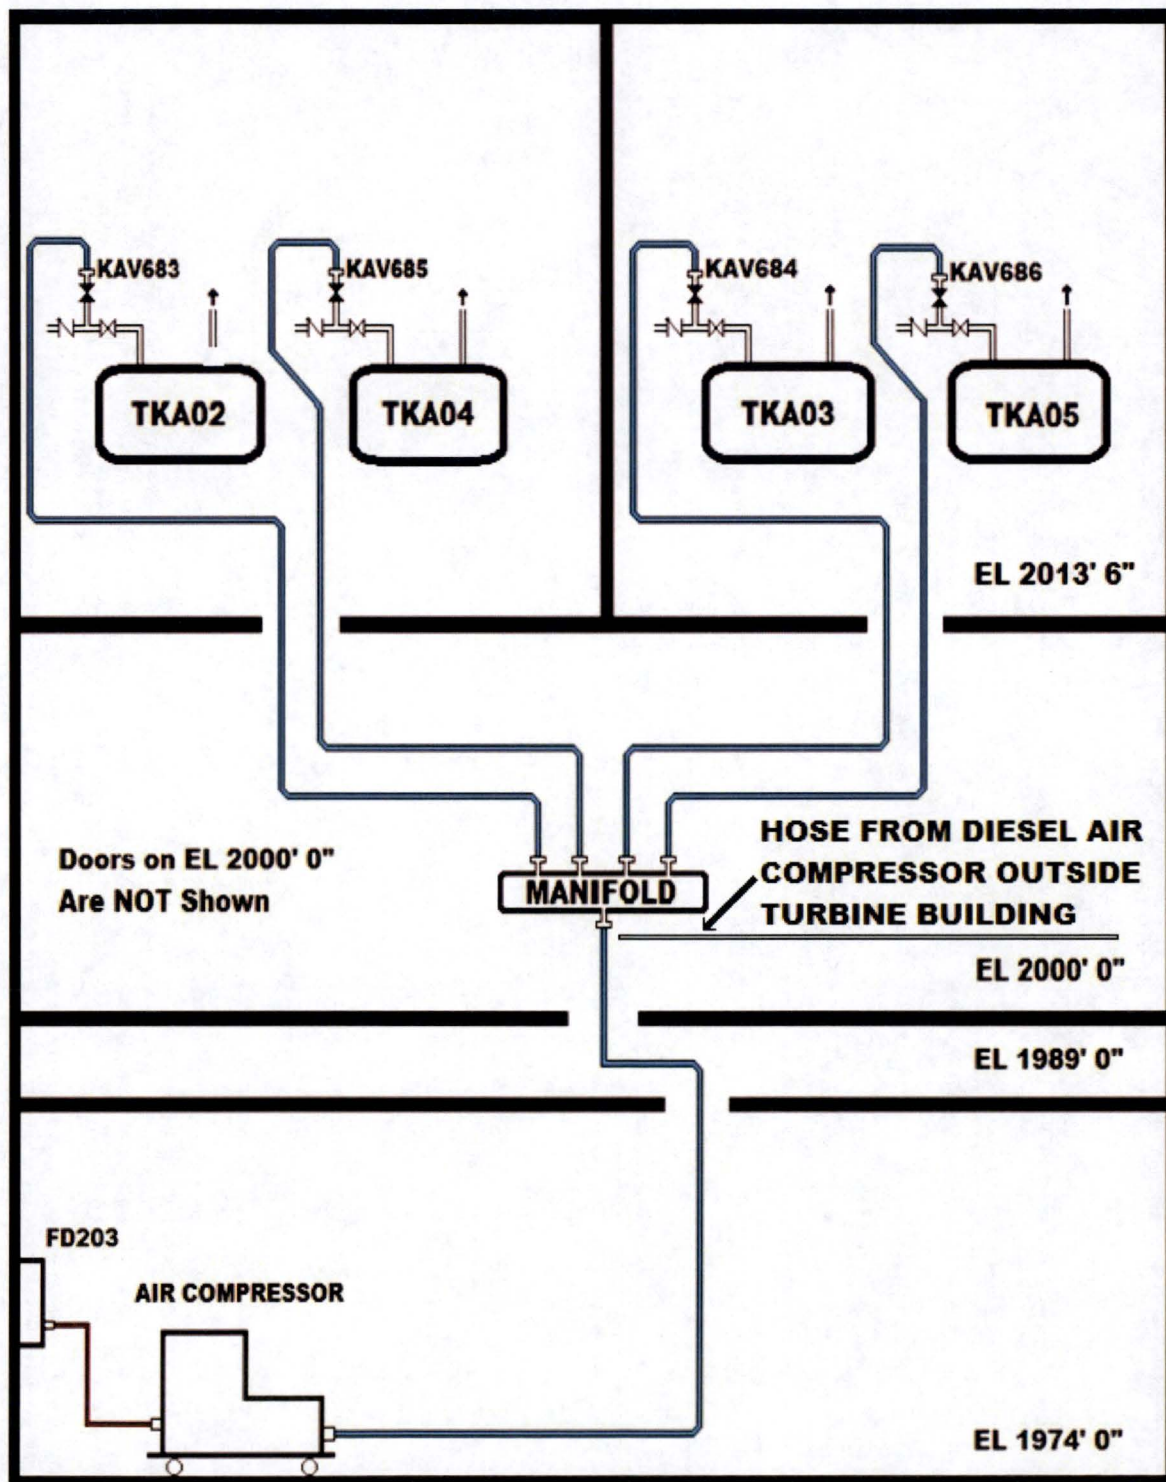 KAV683
KAV685
KAV684
KAV686
TKA02
TKA04
TKA03
TKA05
EL 2013' 6"
Doors on EL 2000' 0"
Are NOT Shown
MANIFOLD
HOSE FROM DIESEL AIR
COMPRESSOR OUTSIDE
TURBINE BUILDING
EL 2000' 0"
EL 1989' 0"
FD203
AIR COMPRESSOR
EL 1974' 0"